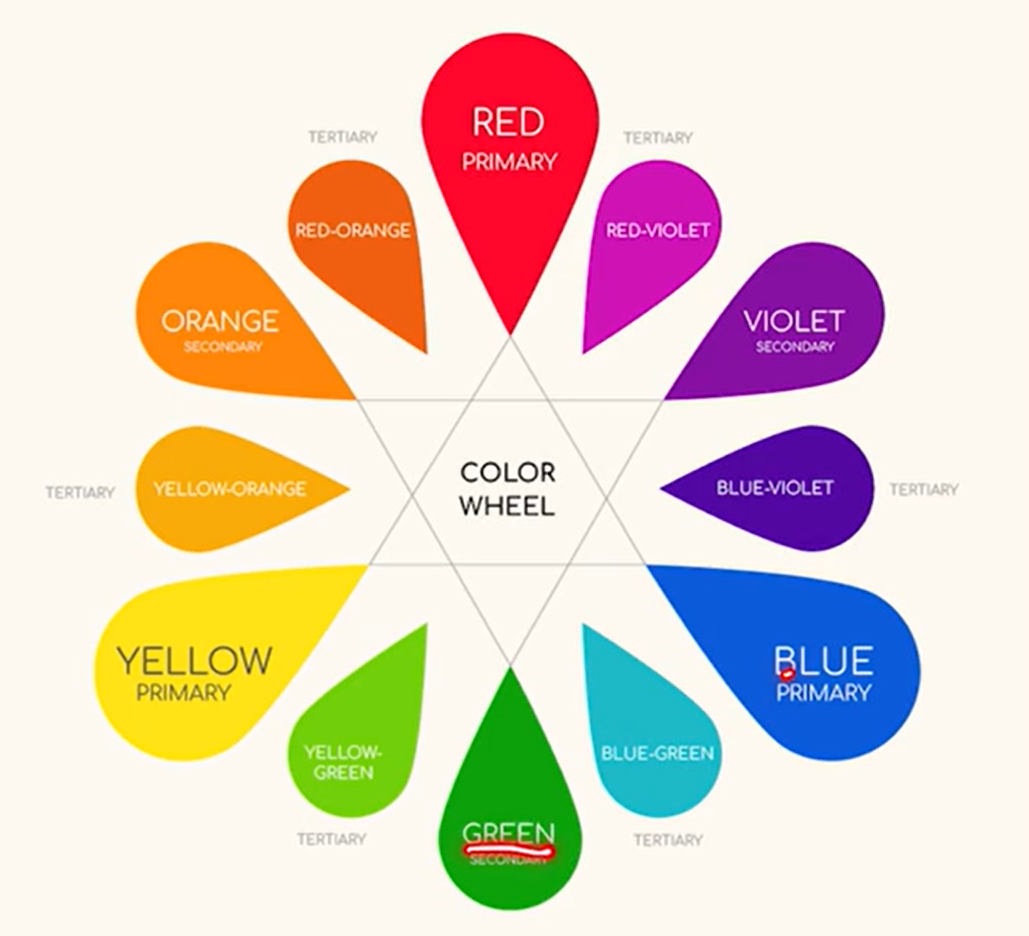 RED
PRIMARY
TERTIARY
TERTIARY
RED-ORANGE
RED-VIOLET
ORANGE
SECONDARY
VIOLET
SECONDARY
COLOR
WHEEL
TERTIARY
YELLOW-ORANGE
BLUE-VIOLET
TERTIARY
YELLOW
PRIMARY
BLUE
PRIMARY
YELLOW-
GREEN
BLUE-GREEN
TERTIARY
GREEN
SECONDARY
TERTIARY